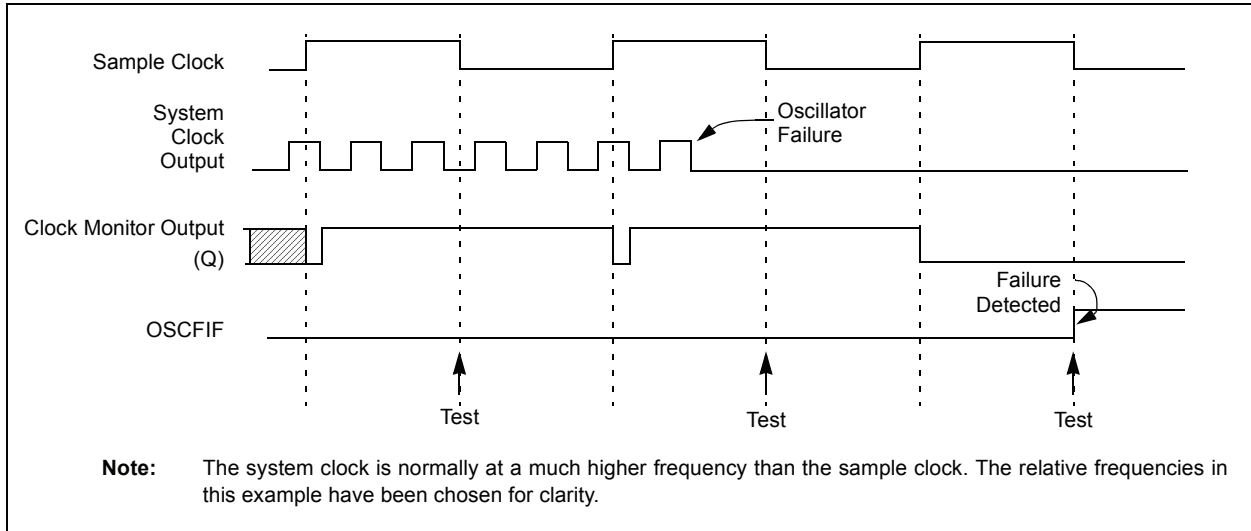 Sample Clock
System
Clock
Output
Oscillator
Failure
Clock Monitor Output
(Q)
Failure
Detected
OSCFIF
Test
Test
Test
Note: The system clock is normally at a much higher frequency than the sample clock. The relative frequencies in
this example have been chosen for clarity.